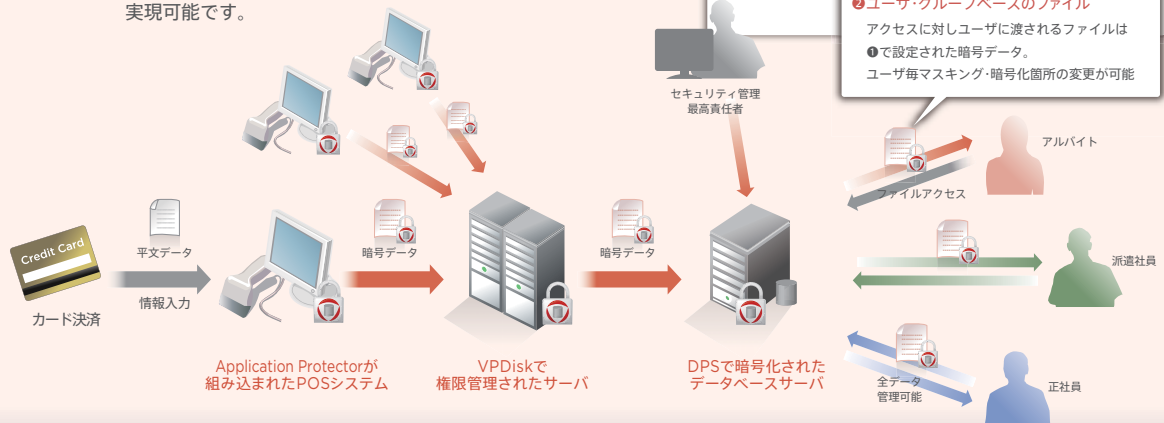 実現可能です。
❷ユーザ・グループベースのファイル
アクセスに対しユーザに渡されるファイルは
❶で設定された暗号データ。
ユーザ毎マスキング・暗号化箇所の変更が可能
セキュリティ管理
最高責任者
アルバイト
ファイルアクセス
Credit Card
平文データ
暗号データ
暗号データ
派遣社員
情報入力
カード決済
Application Protectorが
組み込まれたPOSシステム
VPDiskで
権限管理されたサーバ
DPSで暗号化された
データベースサーバ
全データ
管理可能
正社員